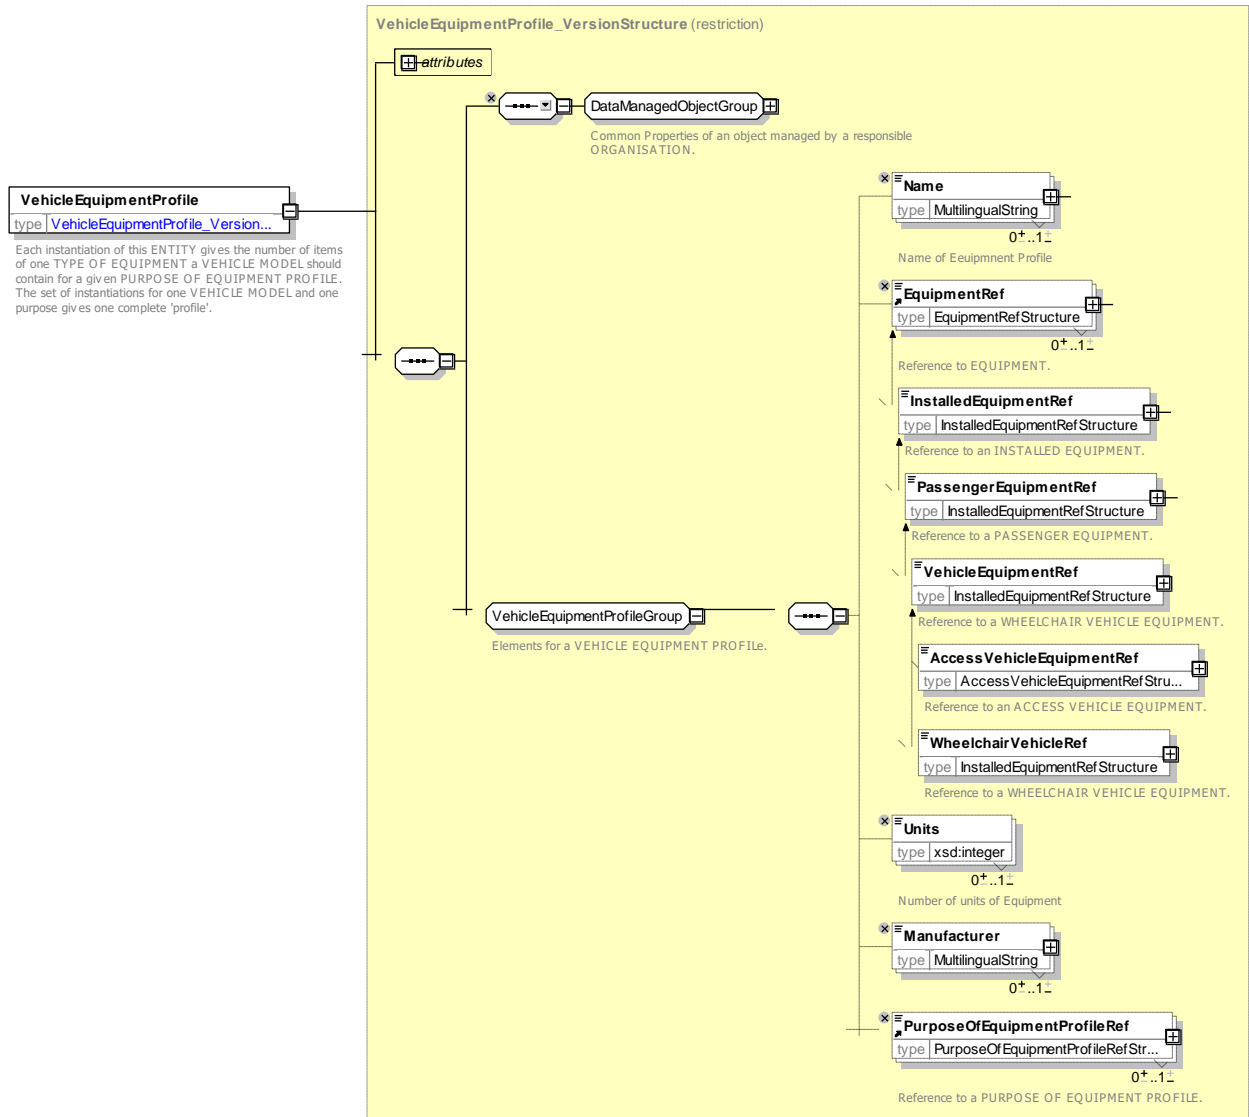 VehicleEquipmentProfile_VersionStructure (restriction)
attributes
DataManagedObjectGroup
Common Properties of an object managed by a responsible
ORGANISATION.
VehicleEquipmentProfile
type VehicleEquipmentProfile_Version...
Each instantiation of this ENTITY gives the number of items
of one TYPE OF EQUIPMENT a VEHICLE MODEL should
contain for a given PURPOSE OF EQUIPMENT PROFILE.
The set of instantiations for one VEHICLE MODEL and one
purpose gives one complete 'profile'.
Name
type MultilingualString
0..1
Name of Eeuipmnent Profile
EquipmentRef
type EquipmentRefStructure
0..1
Reference to EQUIPMENT.
InstalledEquipmentRef
type InstalledEquipmentRefStructure
Reference to an INSTALLED EQUIPMENT.
PassengerEquipmentRef
type InstalledEquipmentRefStructure
Reference to a PASSENGER EQUIPMENT.
VehicleEquipmentRef
type InstalledEquipmentRefStructure
Reference to a WHEELCHAIR VEHICLE EQUIPMENT.
VehicleEquipmentProfileGroup
Elements for a VEHICLE EQUIPMENT PROFILe.
AccessVehicleEquipmentRef
type AccessVehicleEquipmentRefStru...
Reference to an ACCESS VEHICLE EQUIPMENT.
WheelchairVehicleRef
type InstalledEquipmentRefStructure
Reference to a WHEELCHAIR VEHICLE EQUIPMENT.
Units
type xsd:integer
0..1
Number of units of Equipment
Manufacturer
type MultilingualString
0..1
PurposeOfEquipmentProfileRef
type PurposeOfEquipmentProfileRefStr...
0..1
Reference to a PURPOSE OF EQUIPMENT PROFILE.